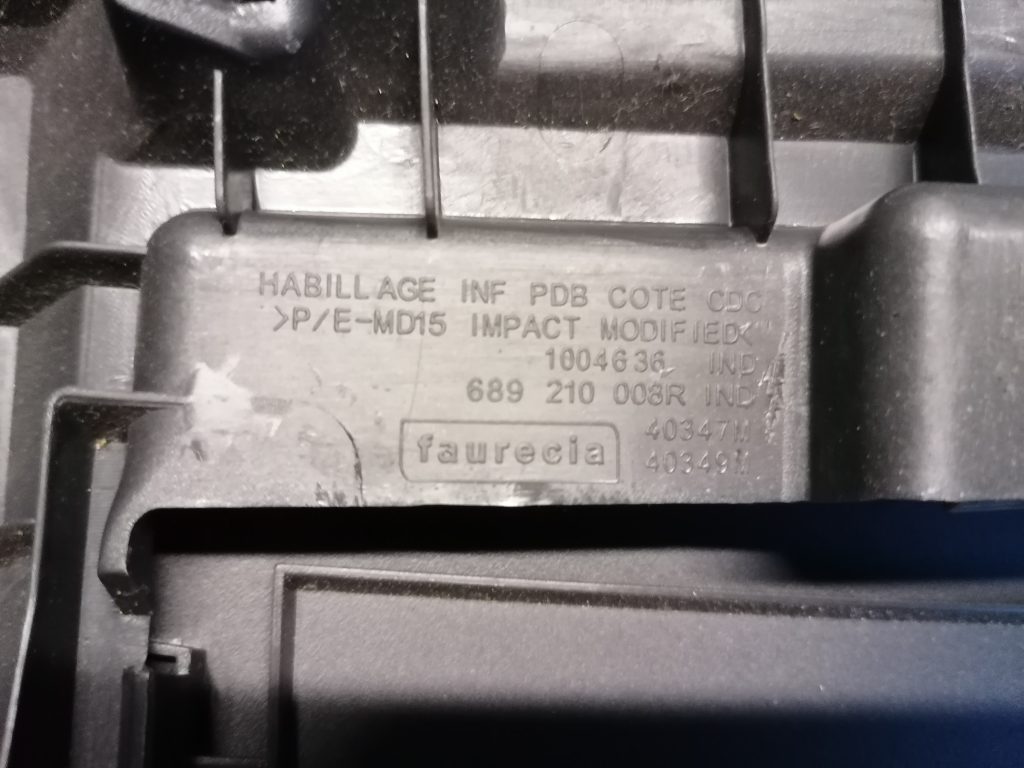 HABILLAGE INF PDB COTE CDC
>P/E-MD15 IMPACT MODIFIED<
1004636 IND
689 210 008R IND
faurecia
40347M
40349M